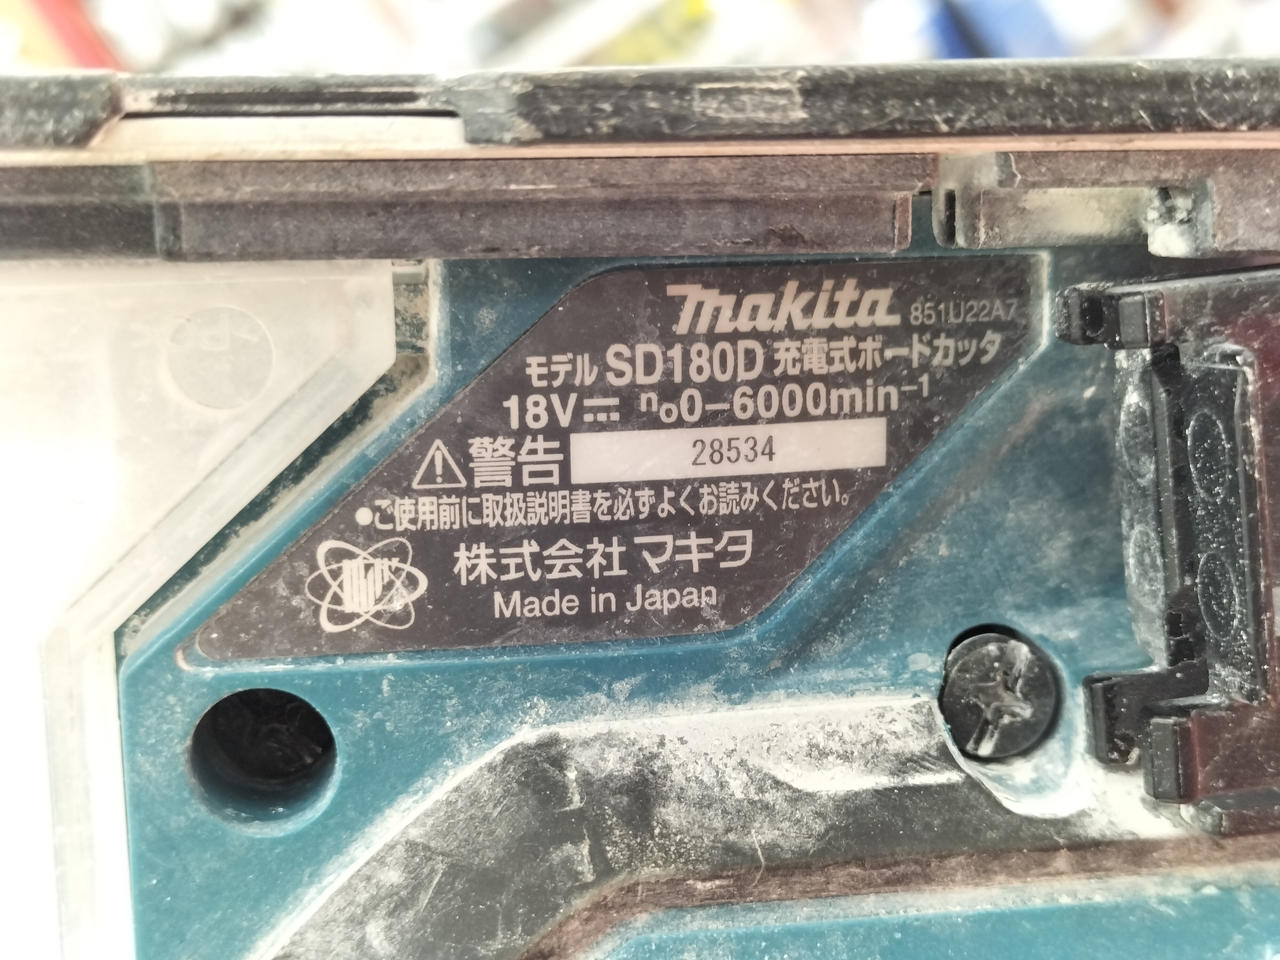 makita 851U22A7
モデル SD180D 充電式ボードカッタ
18V⎓ n₀0-6000min⁻¹
⚠警告 28534
●ご使用前に取扱説明書を必ずよくお読みください。
株式会社マキタ
Made in Japan